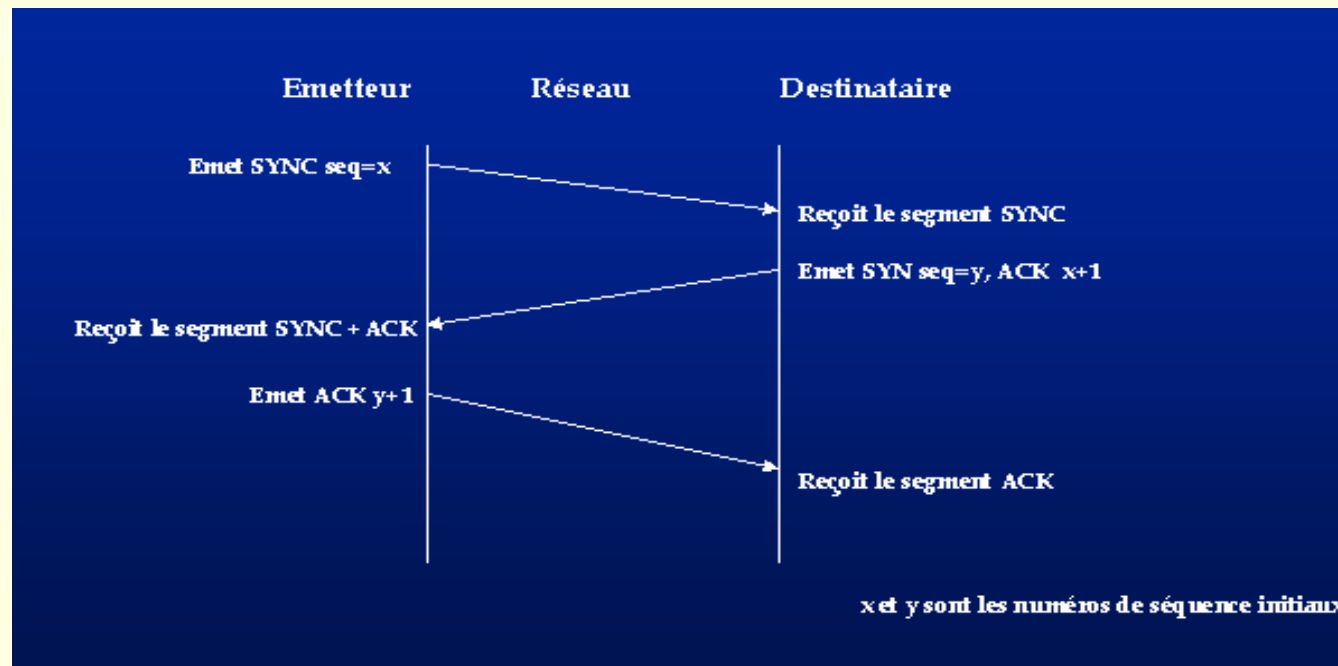 Emetteur Réseau Destinataire
Emet SYNC seq=x
Reçoit le segment SYNC
Emet SYN seq=y, ACK x+1
Reçoit le segment SYNC + ACK
Emet ACK y+1
Reçoit le segment ACK
x et y sont les numéros de séquence initiaux